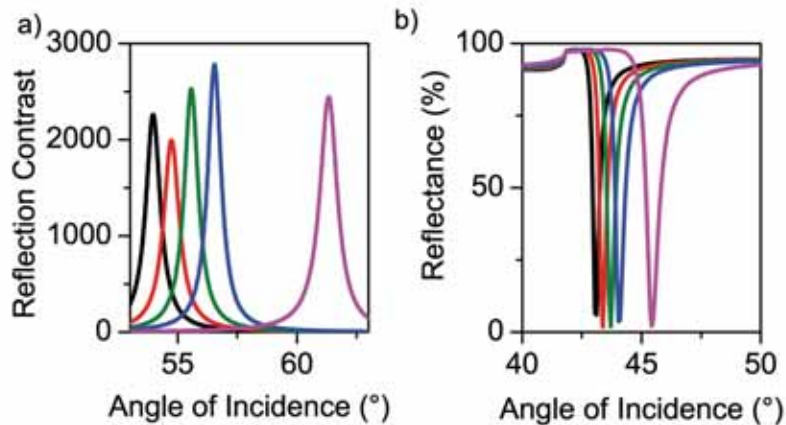 a)
Reflection Contrast
3000
2000
1000
0
55
60
Angle of Incidence (°)
b)
Reflectance (%)
100
50
0
40
45
50
Angle of Incidence (°)